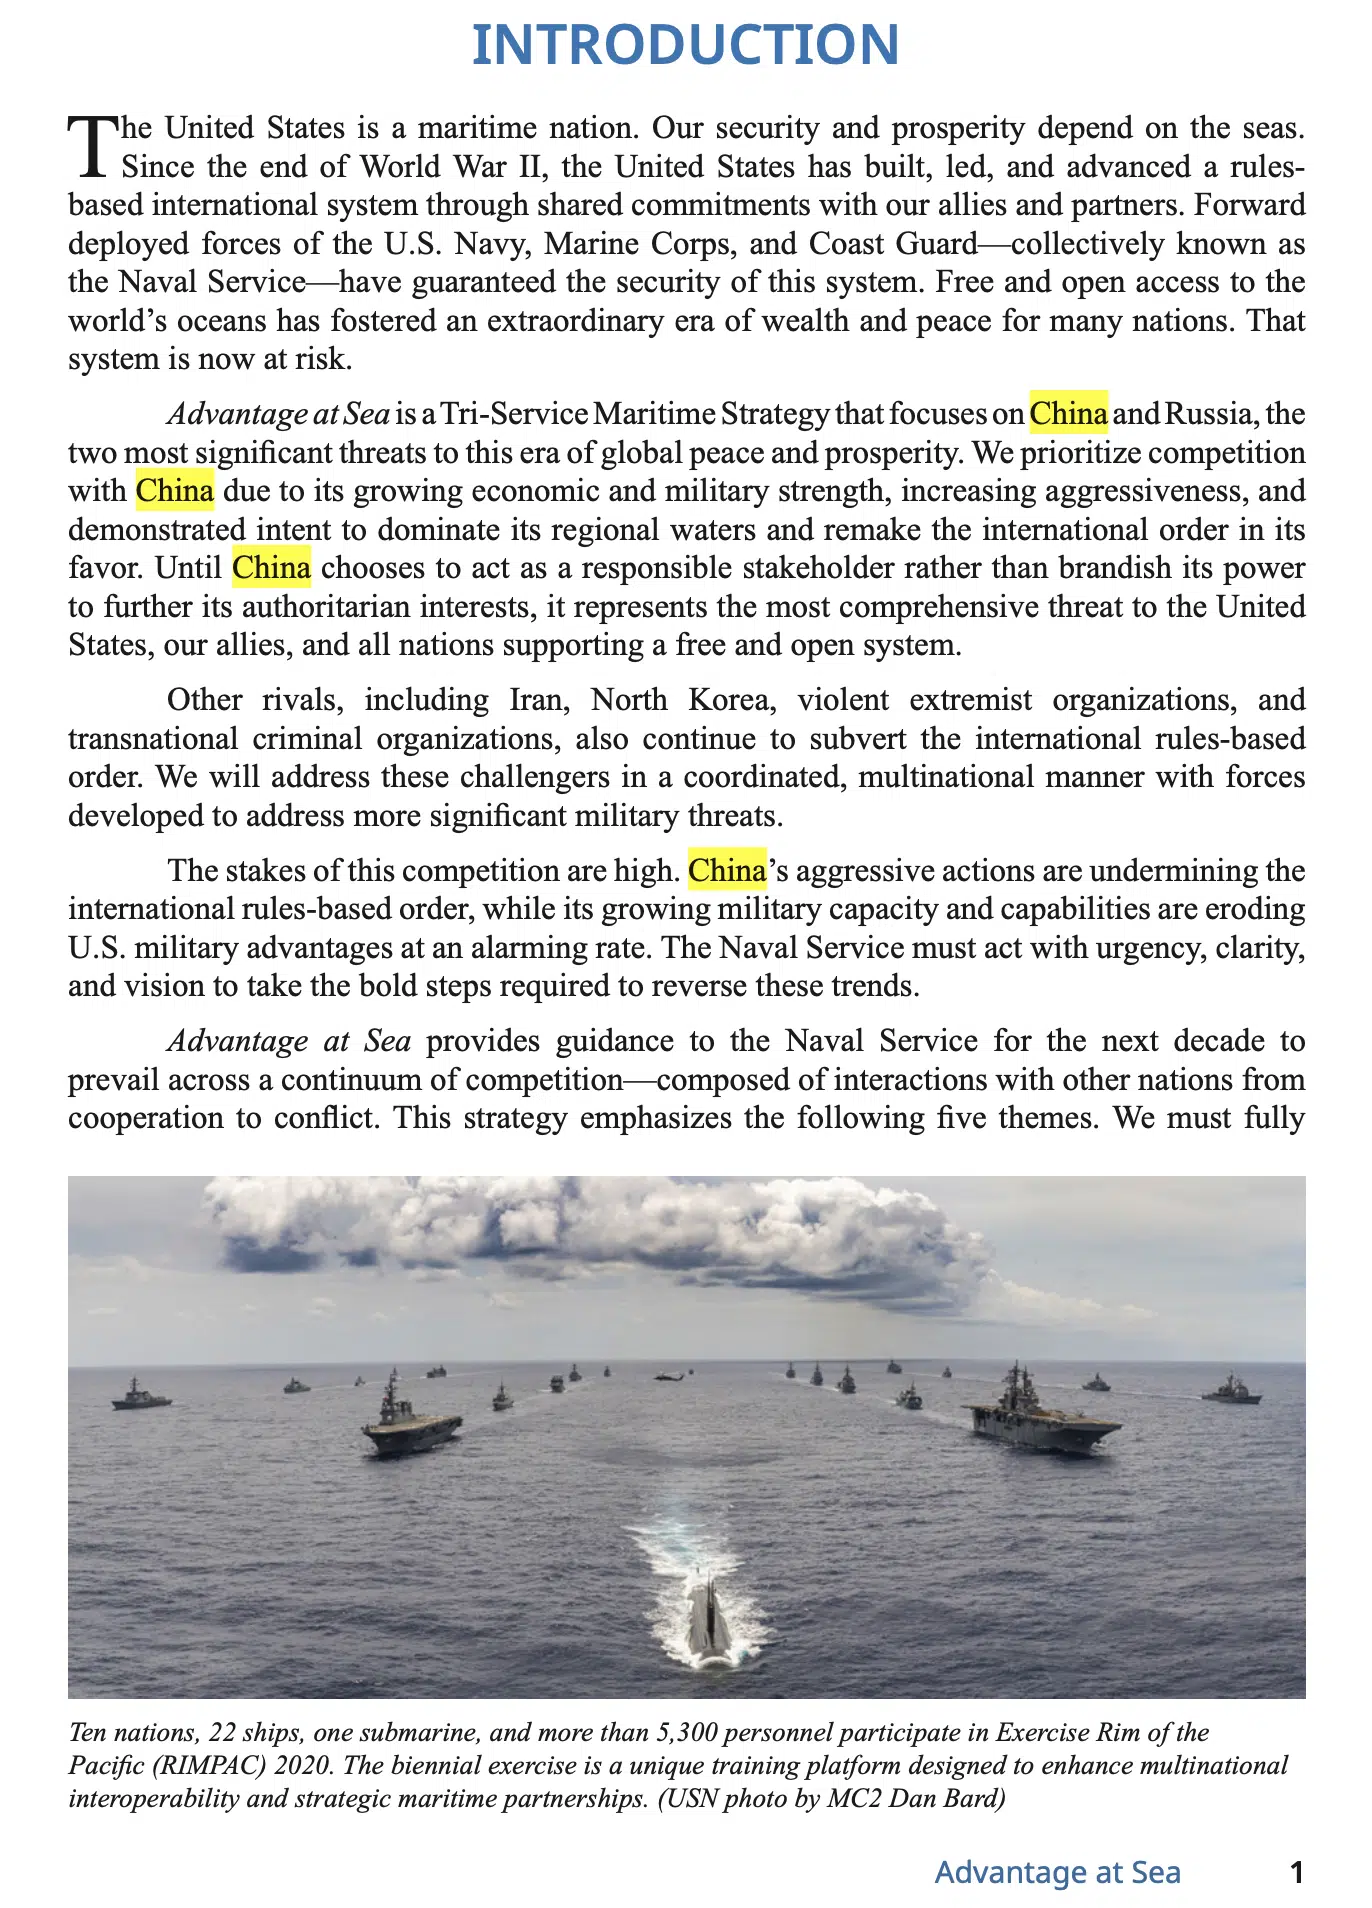 INTRODUCTION
The United States is a maritime nation. Our security and prosperity depend on the seas.
Since the end of World War II, the United States has built, led, and advanced a rules-
based international system through shared commitments with our allies and partners. Forward
deployed forces of the U.S. Navy, Marine Corps, and Coast Guard—collectively known as
the Naval Service—have guaranteed the security of this system. Free and open access to the
world’s oceans has fostered an extraordinary era of wealth and peace for many nations. That
system is now at risk.
Advantage at Sea is a Tri-Service Maritime Strategy that focuses on China and Russia, the
two most significant threats to this era of global peace and prosperity. We prioritize competition
with China due to its growing economic and military strength, increasing aggressiveness, and
demonstrated intent to dominate its regional waters and remake the international order in its
favor. Until China chooses to act as a responsible stakeholder rather than brandish its power
to further its authoritarian interests, it represents the most comprehensive threat to the United
States, our allies, and all nations supporting a free and open system.
Other rivals, including Iran, North Korea, violent extremist organizations, and
transnational criminal organizations, also continue to subvert the international rules-based
order. We will address these challengers in a coordinated, multinational manner with forces
developed to address more significant military threats.
The stakes of this competition are high. China’s aggressive actions are undermining the
international rules-based order, while its growing military capacity and capabilities are eroding
U.S. military advantages at an alarming rate. The Naval Service must act with urgency, clarity,
and vision to take the bold steps required to reverse these trends.
Advantage at Sea provides guidance to the Naval Service for the next decade to
prevail across a continuum of competition—composed of interactions with other nations from
cooperation to conflict. This strategy emphasizes the following five themes. We must fully
Ten nations, 22 ships, one submarine, and more than 5,300 personnel participate in Exercise Rim of the
Pacific (RIMPAC) 2020. The biennial exercise is a unique training platform designed to enhance multinational
interoperability and strategic maritime partnerships. (USN photo by MC2 Dan Bard)
Advantage at Sea 1